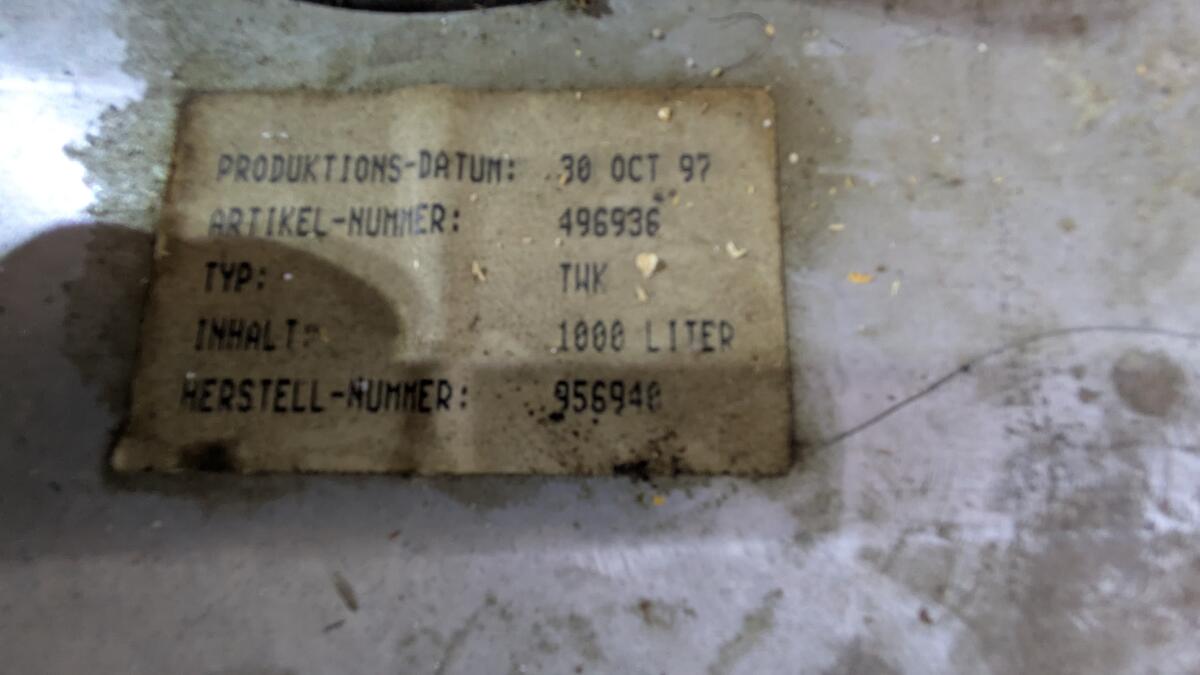 PRODUKTIONS-DATUM: 30 OCT 97
ARTIKEL-NUMMER: 496936
TYP: TWK
INHALT: 1000 LITER
HERSTELL-NUMMER: 956940